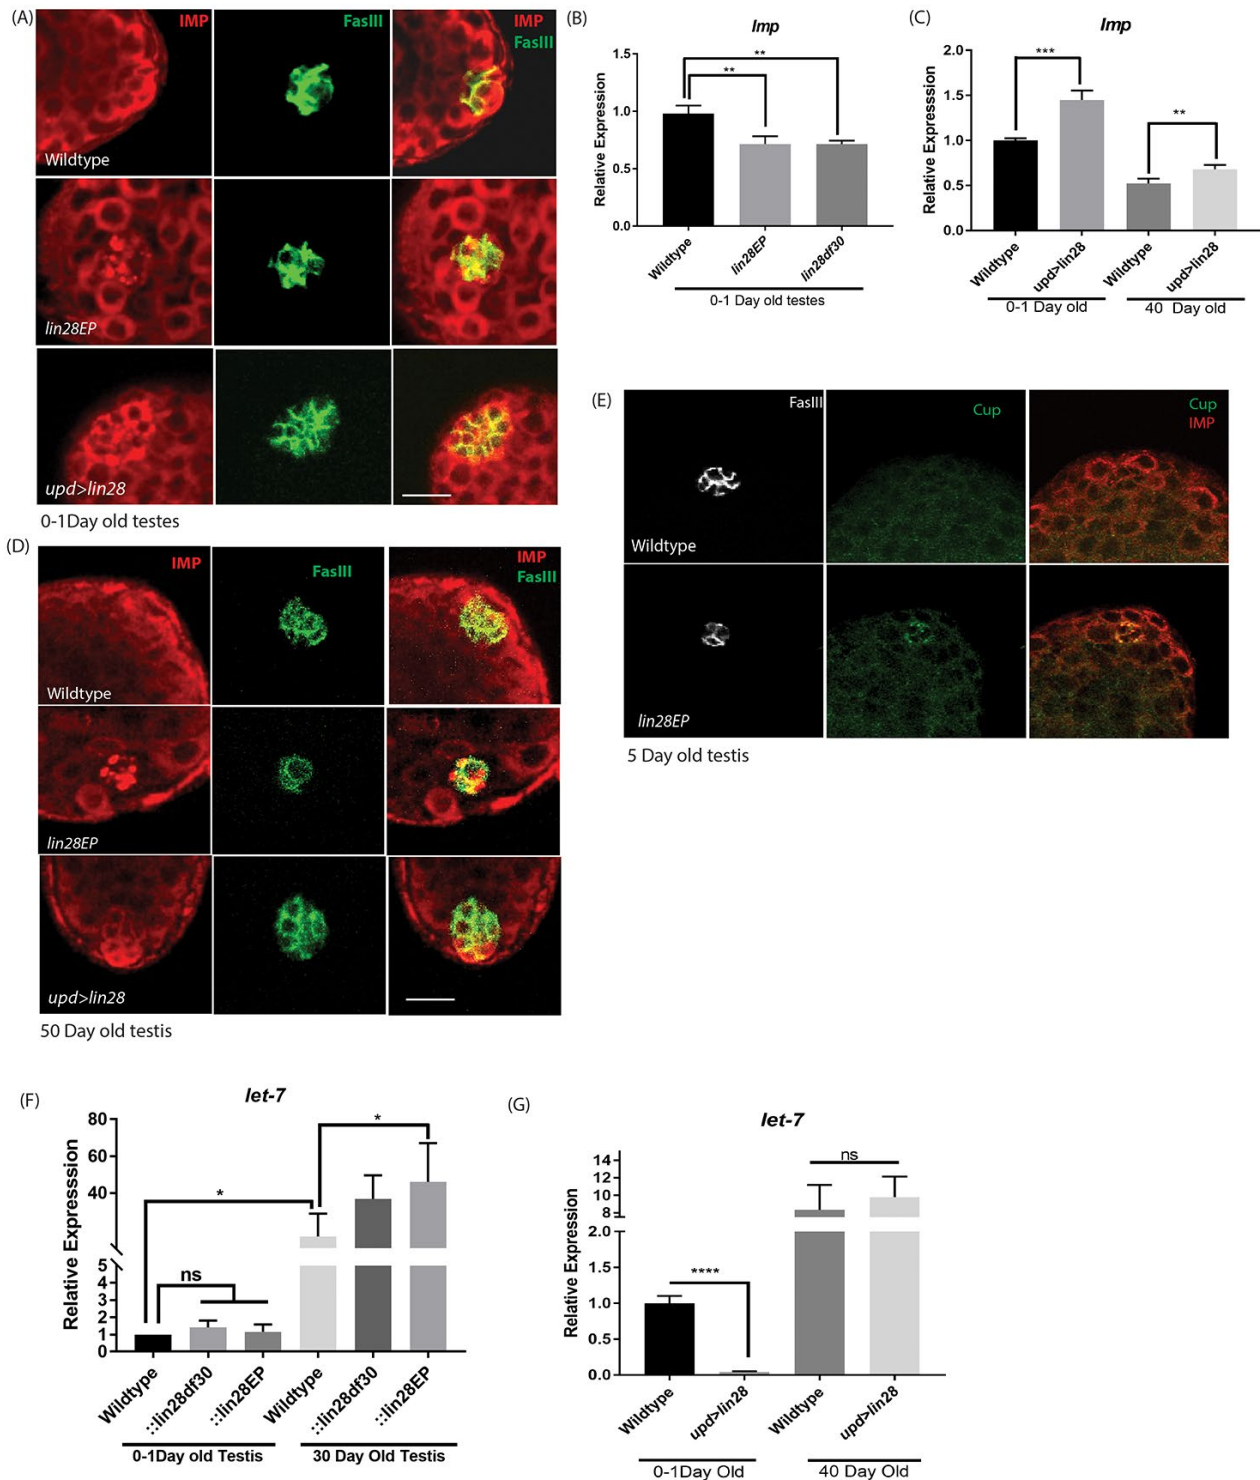 (A)
IMP
FasIII
IMP
FasIII
Wildtype
lin28EP
upd>lin28
0-1Day old testes
(B)
Imp
Relative Expression
1.5
1.0
0.5
0.0
**
**
Wildtype
lin28EP
lin28df30
0-1 Day old testes
(C)
Imp
Relative Expresssion
2.0
1.5
1.0
0.5
0.0
***
**
Wildtype
upd>lin28
Wildtype
upd>lin28
0-1 Day old
40 Day old
(D)
IMP
FasIII
IMP
FasIII
Wildtype
lin28EP
upd>lin28
50 Day old testis
(E)
FasIII
Cup
Cup
IMP
Wildtype
lin28EP
5 Day old testis
(F)
let-7
Relative Expresssion
80
60
40
5
4
3
2
1
0
*
*
ns
Wildtype
::lin28df30
::lin28EP
Wildtype
::lin28df30
::lin28EP
0-1Day old Testis
30 Day Old Testis
(G)
let-7
Relative Expression
14
12
10
8
2.0
1.5
1.0
0.5
0.0
****
ns
Wildtype
upd>lin28
Wildtype
upd>lin28
0-1Day Old
40 Day Old